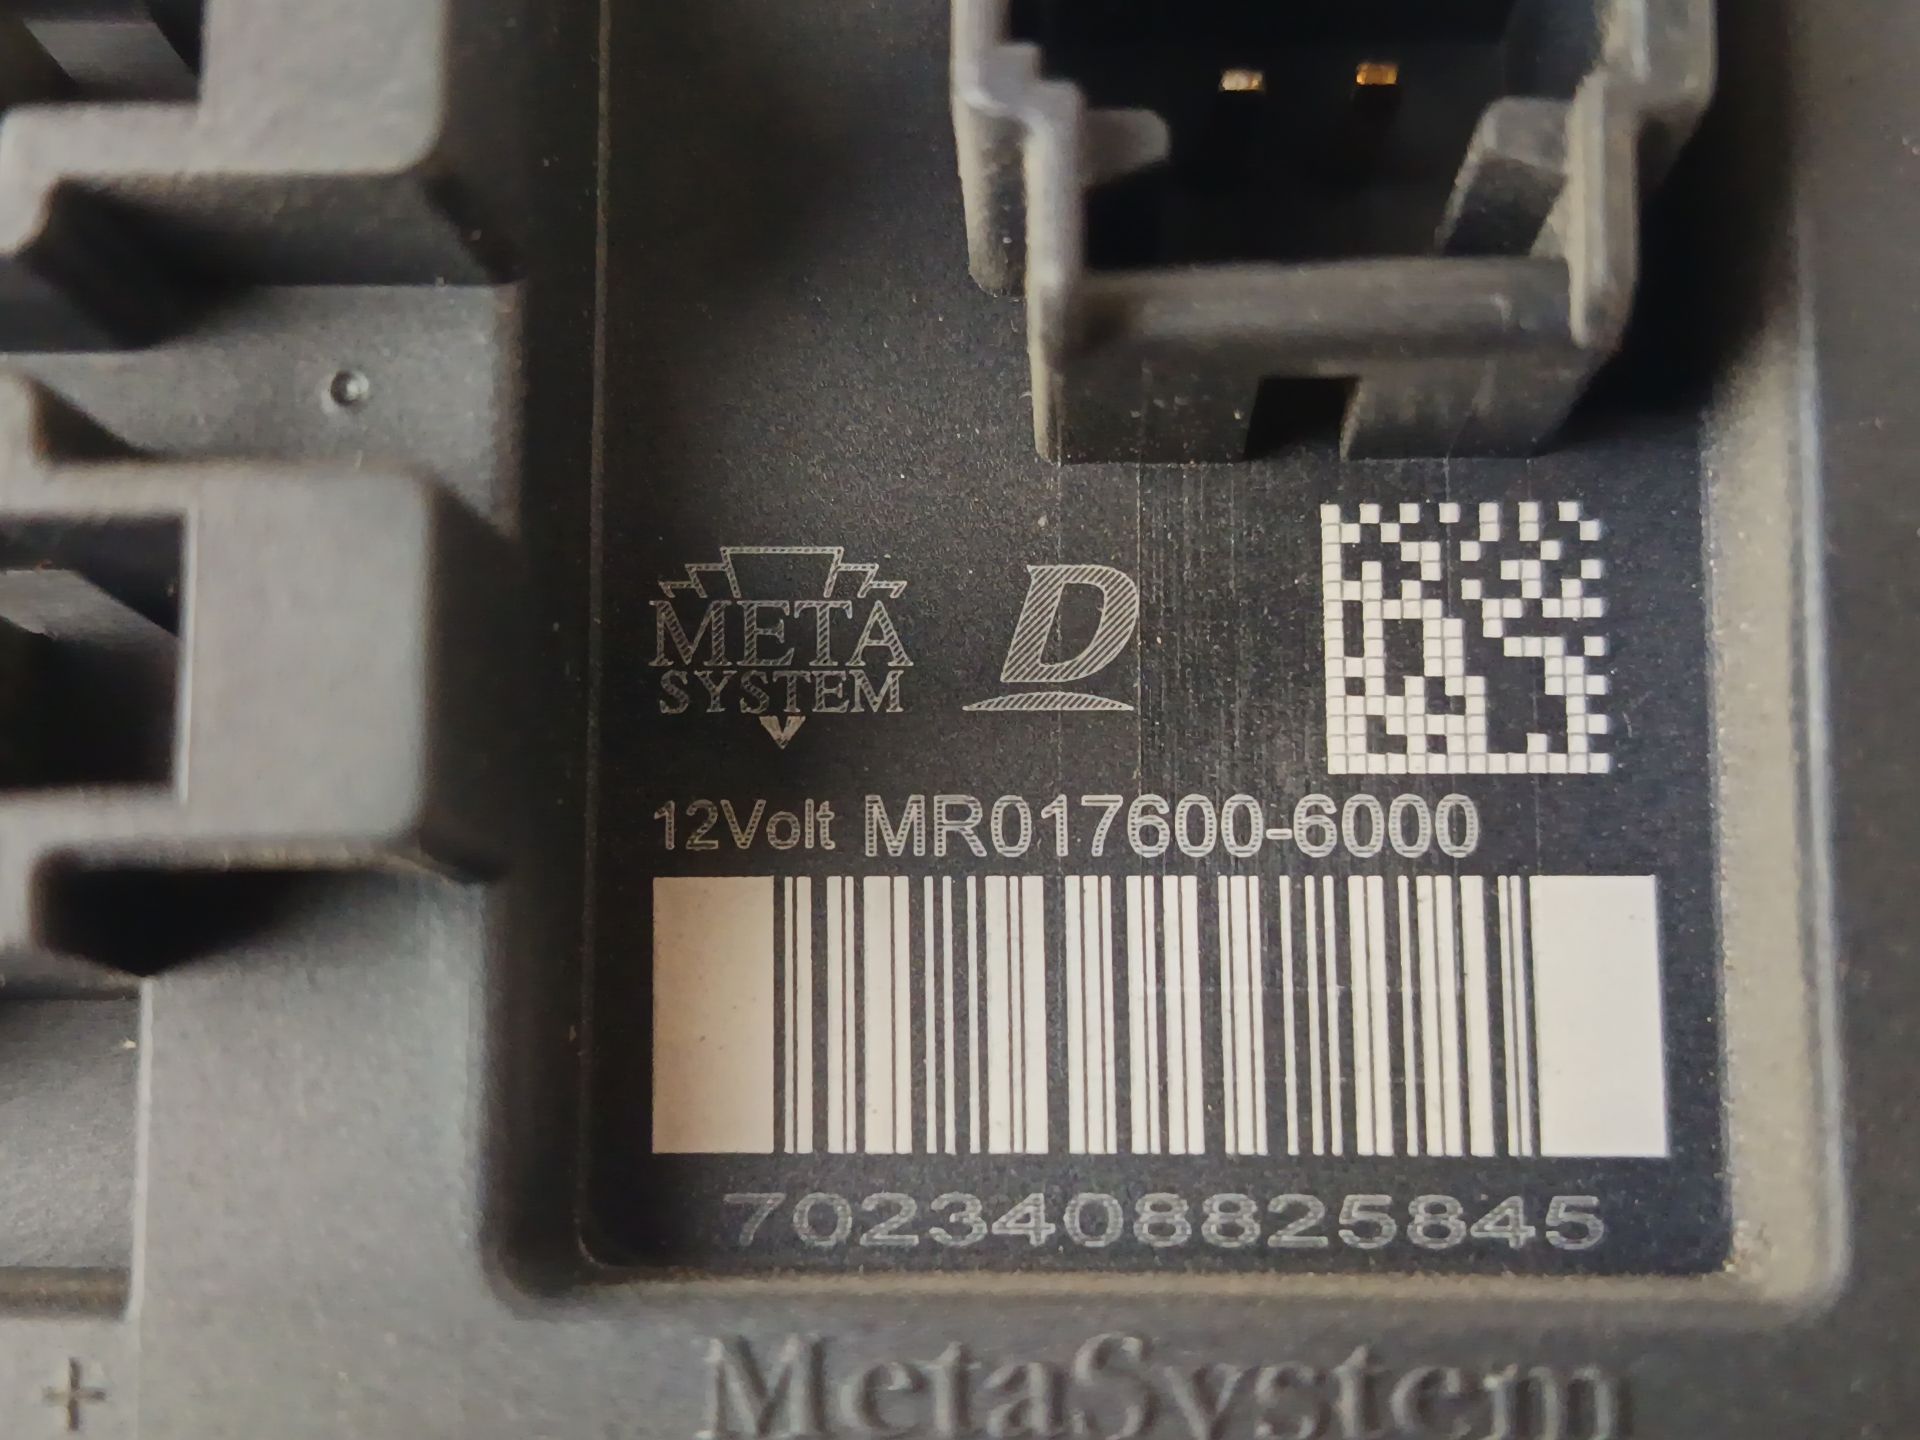 META
SYSTEM
D
12Volt MR017600-6000
7023408825845
MetaSystem
+